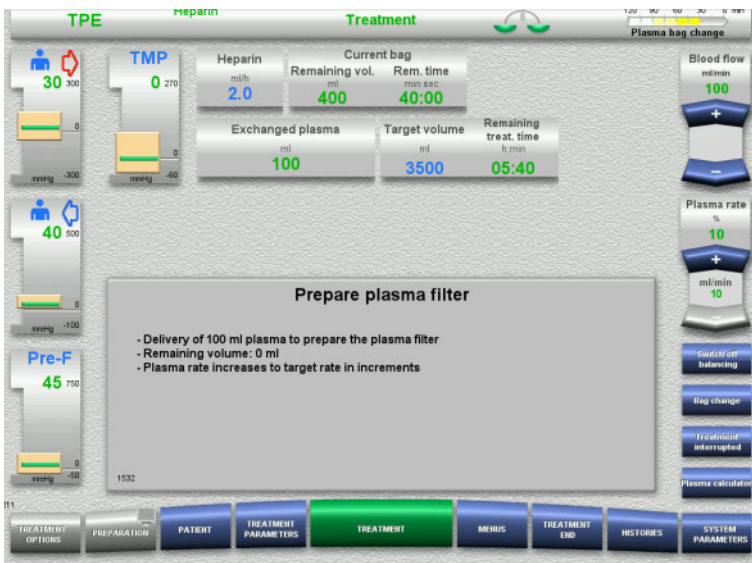 TPE
Heparin
Treatment
120 90 60 30 0 min
Plasma bag change
30 300
0
mmHg -300
TMP
0 270
0
mmHg -60
Heparin
ml/h
2.0
Current bag
Remaining vol. Rem. time
ml min:sec
400 40:00
Exchanged plasma
ml
100
Target volume Remaining treat. time
ml h:min
3500 05:40
Blood flow
ml/min
100
+
–
40 500
0
mmHg -100
Plasma rate
%
10
+
ml/min
10
–
Pre-F
45 750
0
mmHg -50
Prepare plasma filter
- Delivery of 100 ml plasma to prepare the plasma filter
- Remaining volume: 0 ml
- Plasma rate increases to target rate in increments
1532
Switch off
balancing
Bag change
Treatment
interrupted
Plasma calculator
TREATMENT
OPTIONS
PREPARATION
PATIENT
TREATMENT
PARAMETERS
TREATMENT
MENUS
TREATMENT
END
HISTORIES
SYSTEM
PARAMETERS